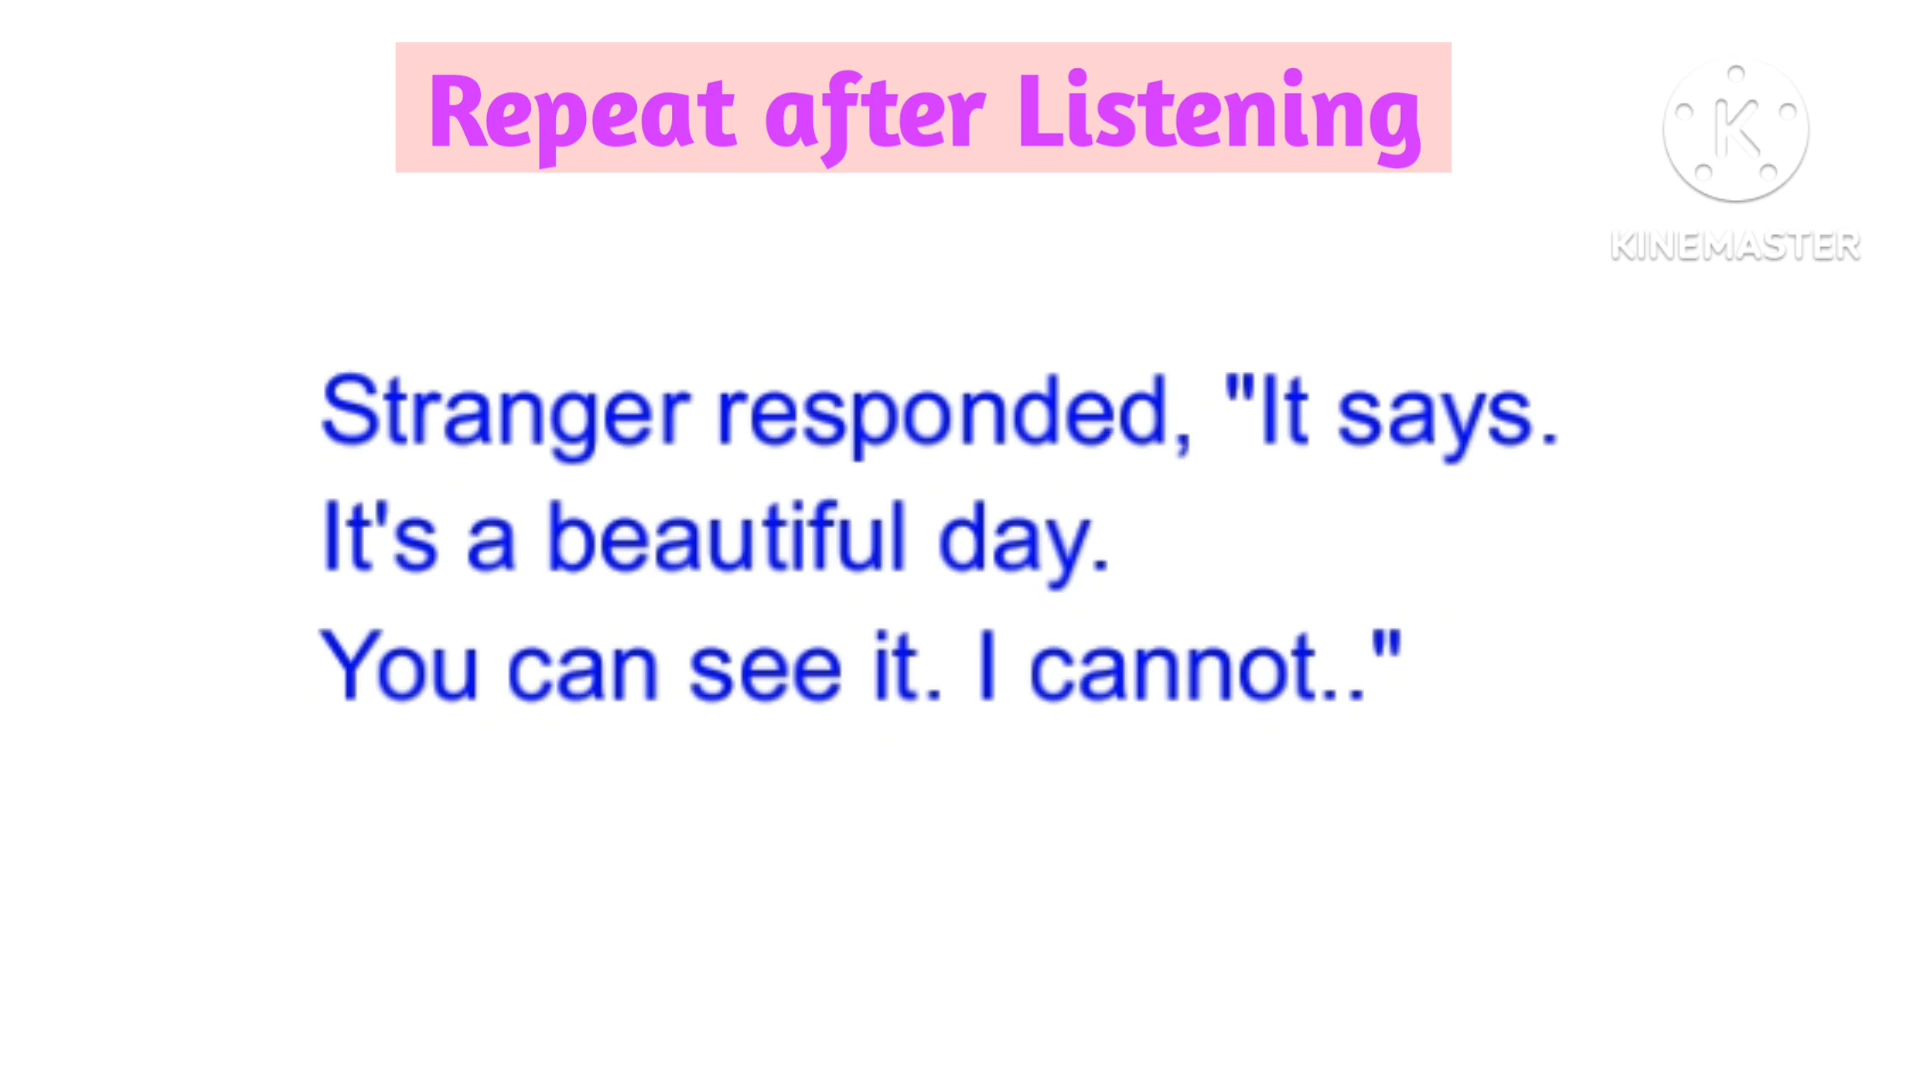 Repeat after Listening
K
KINEMASTER
Stranger responded, "It says.
It's a beautiful day.
You can see it. I cannot.."